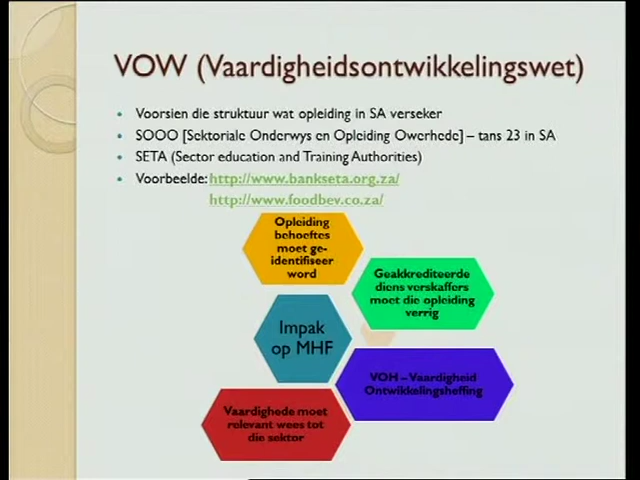 VOW (Vaardigheidsontwikkelingswet)
Voorsien die struktuur wat opleiding in SA verseker
SOOO [Sektoriale Onderwys en Opleiding Owerhede] – tans 23 in SA
SETA (Sector education and Training Authorities)
Voorbeelde: http://www.bankseta.org.za/
http://www.foodbev.co.za/
Opleiding
behoeftes
moet ge-
identifiseer
word
Geakkrediteerde
diens verskaffers
moet die opleiding
verrig
Impak
op MHF
VOH – Vaardigheid
Ontwikkelingsheffing
Vaardighede moet
relevant wees tot
die sektor